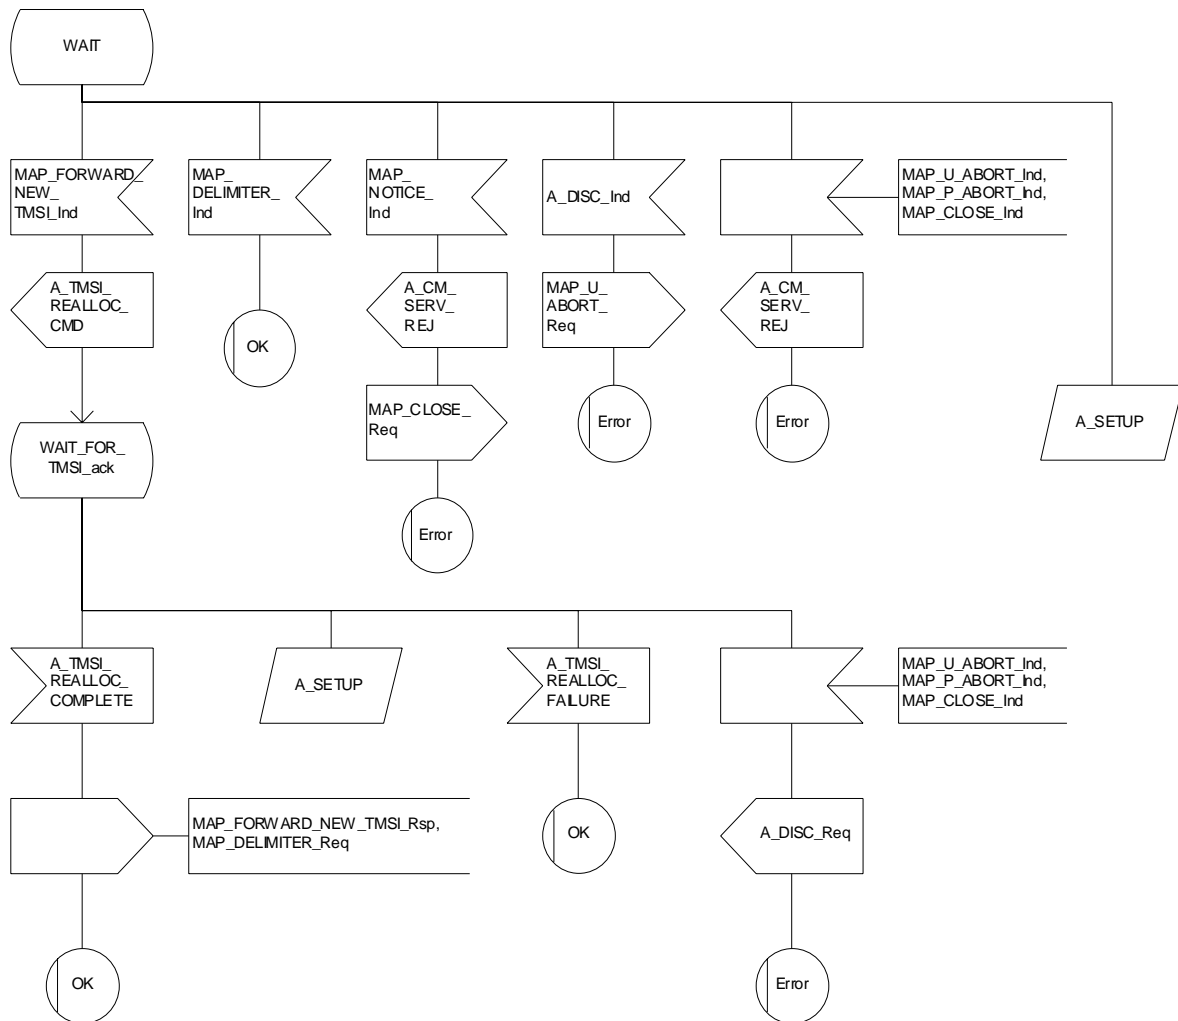 WAIT
MAP_FORWARD_
NEW_
TMSI_Ind
MAP_
DELIMITER_
Ind
MAP_
NOTICE_
Ind
A_DISC_Ind
MAP_U_ABORT_Ind,
MAP_P_ABORT_Ind,
MAP_CLOSE_Ind
A_TMSI_
REALLOC_
CMD
OK
A_CM_
SERV_
REJ
MAP_U_
ABORT_
Req
A_CM_
SERV_
REJ
MAP_CLOSE_
Req
Error
Error
A_SETUP
WAIT_FOR_
TMSI_ack
Error
A_TMSI_
REALLOC_
COMPLETE
A_SETUP
A_TMSI_
REALLOC_
FAILURE
MAP_U_ABORT_Ind,
MAP_P_ABORT_Ind,
MAP_CLOSE_Ind
MAP_FORWARD_NEW_TMSI_Rsp,
MAP_DELIMITER_Req
OK
A_DISC_Req
OK
Error